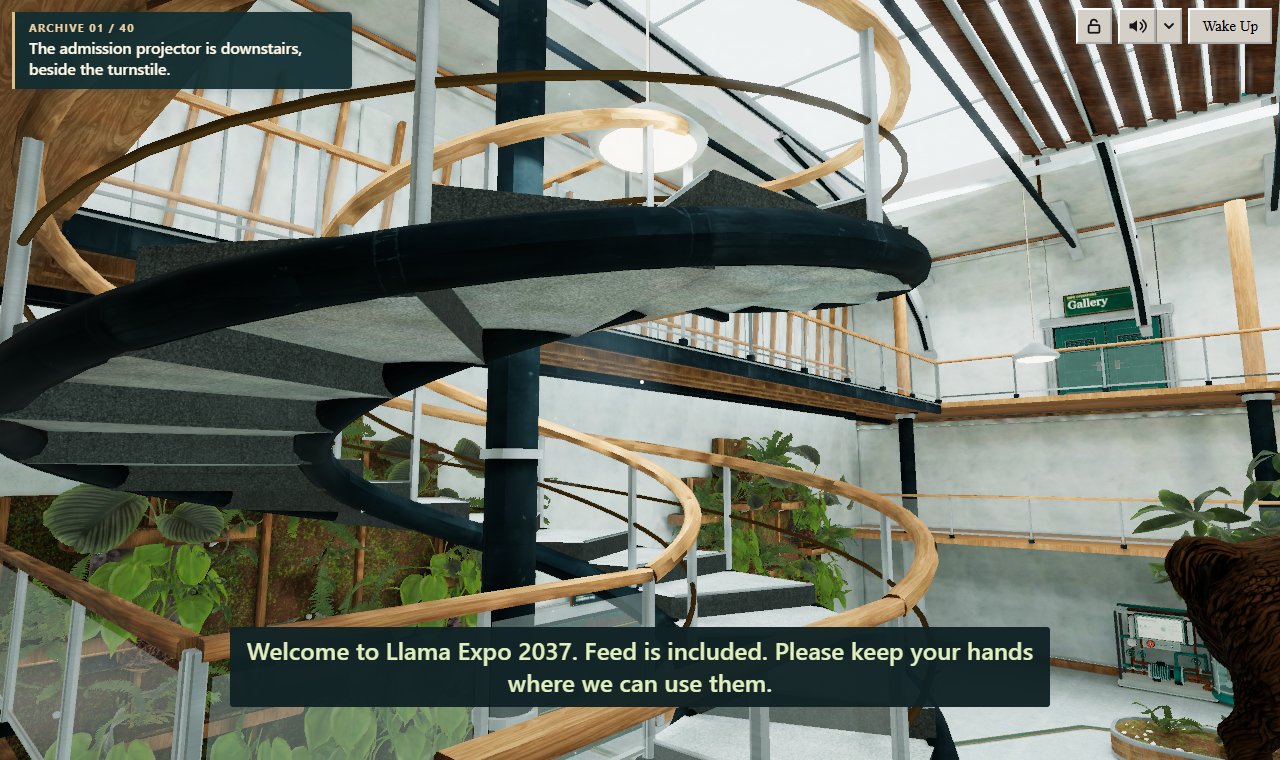 ARCHIVE 01 / 40
The admission projector is downstairs,
beside the turnstile.
Wake Up
Gallery
Welcome to Llama Expo 2037. Feed is included. Please keep your hands
where we can use them.